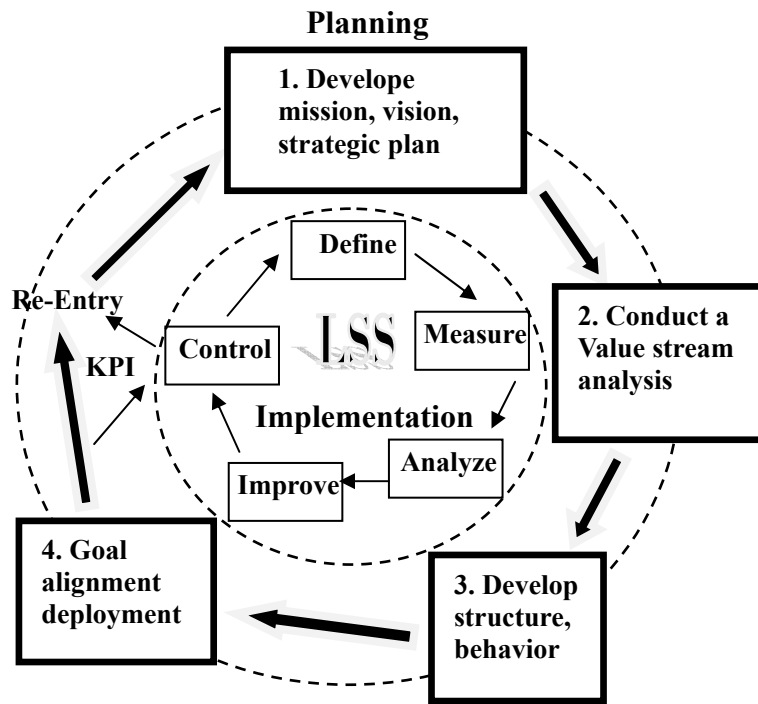 Planning
1. Develope
mission, vision,
strategic plan
Define
Re-Entry
Control
LSS
Measure
2. Conduct a
Value stream
analysis
KPI
Implementation
Improve
Analyze
4. Goal
alignment
deployment
3. Develop
structure,
behavior